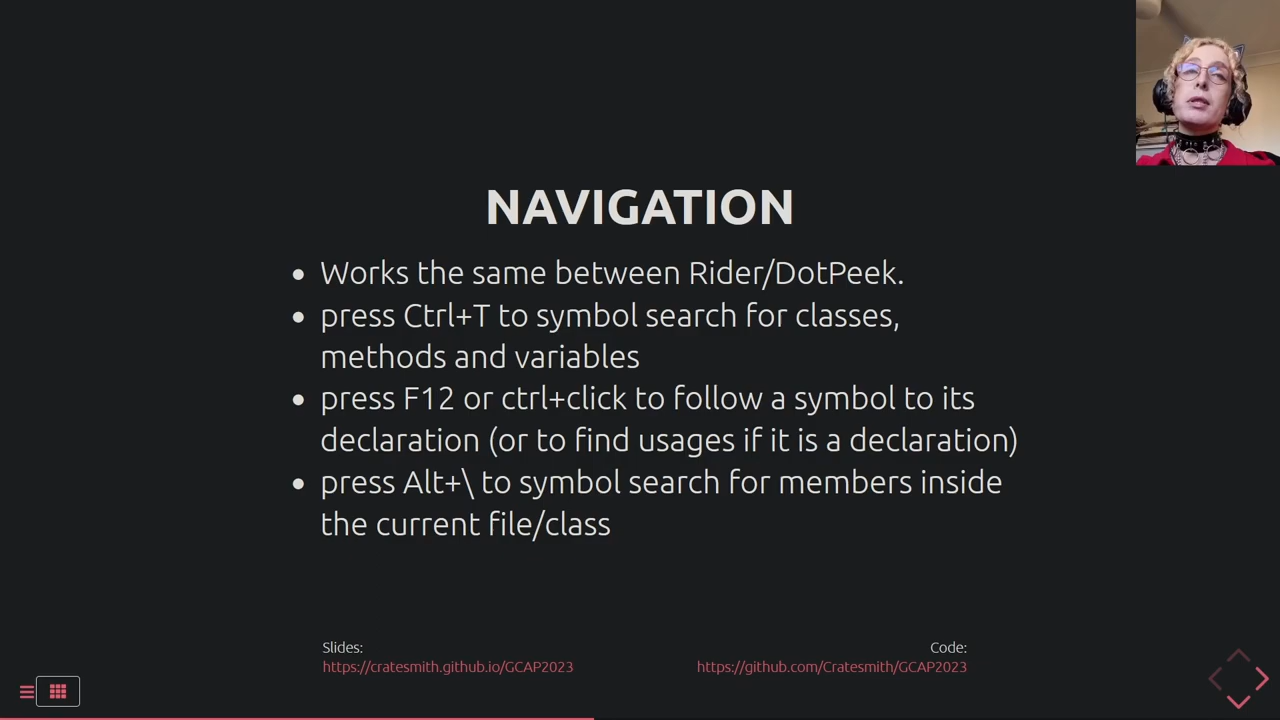 NAVIGATION
• Works the same between Rider/DotPeek.
• press Ctrl+T to symbol search for classes,
methods and variables
• press F12 or ctrl+click to follow a symbol to its
declaration (or to find usages if it is a declaration)
• press Alt+\ to symbol search for members inside
the current file/class
Slides:
https://cratesmith.github.io/GCAP2023
Code:
https://github.com/Cratesmith/GCAP2023